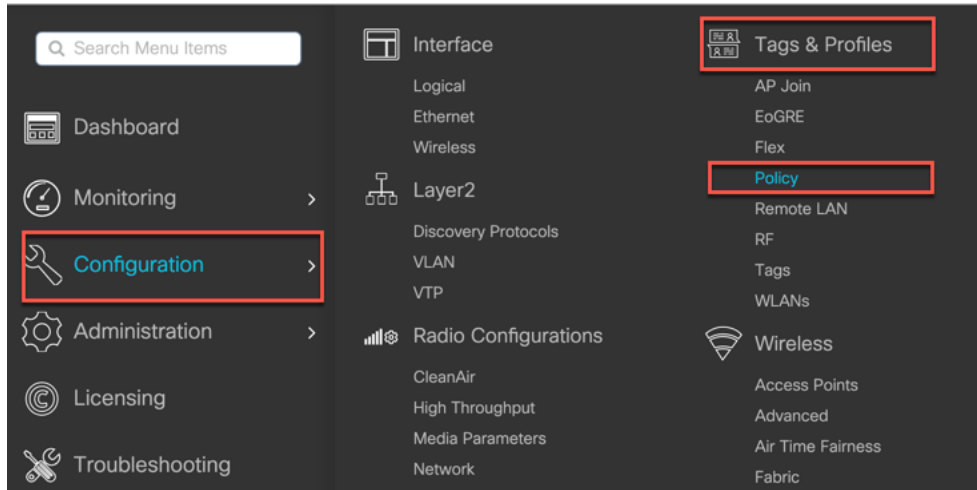 Search Menu Items
Dashboard
Monitoring
Configuration
Administration
Licensing
Troubleshooting
Interface
Logical
Ethernet
Wireless
Layer2
Discovery Protocols
VLAN
VTP
Radio Configurations
CleanAir
High Throughput
Media Parameters
Network
Tags & Profiles
AP Join
EoGRE
Flex
Policy
Remote LAN
RF
Tags
WLANs
Wireless
Access Points
Advanced
Air Time Fairness
Fabric